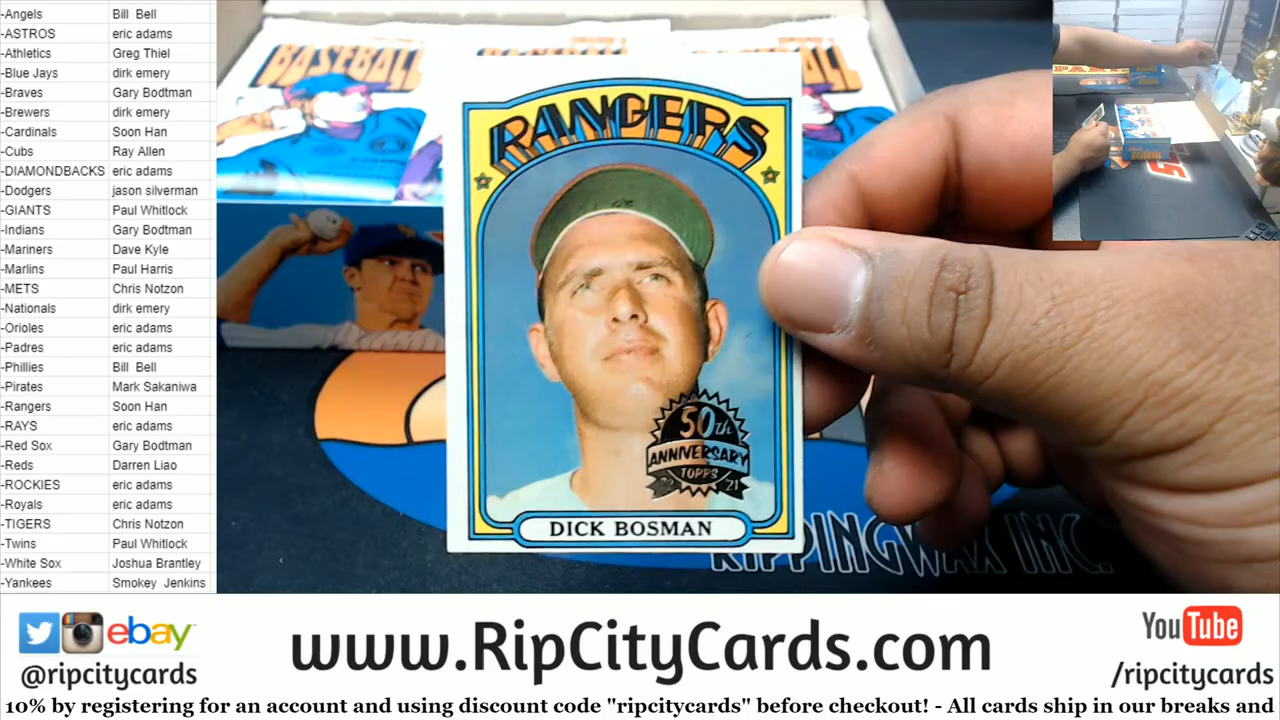 -Angels Bill Bell
-ASTROS eric adams
-Athletics Greg Thiel
-Blue Jays dirk emery
-Braves Gary Bodtman
-Brewers dirk emery
-Cardinals Soon Han
-Cubs Ray Allen
-DIAMONDBACKS eric adams
-Dodgers jason silverman
-GIANTS Paul Whitlock
-Indians Gary Bodtman
-Mariners Dave Kyle
-Marlins Paul Harris
-METS Chris Notzon
-Nationals dirk emery
-Orioles eric adams
-Padres eric adams
-Phillies Bill Bell
-Pirates Mark Sakaniwa
-Rangers Soon Han
-RAYS eric adams
-Red Sox Gary Bodtman
-Reds Darren Liao
-ROCKIES eric adams
-Royals eric adams
-TIGERS Chris Notzon
-Twins Paul Whitlock
-White Sox Joshua Brantley
-Yankees Smokey Jenkins
BASEBALL
RANGERS
50th
ANNIVERSARY
TOPPS
21
DICK BOSMAN
RIPPINGWAX INC.
ebay
@ripcitycards
www.RipCityCards.com
YouTube
/ripcitycards
10% by registering for an account and using discount code "ripcitycards" before checkout! - All cards ship in our breaks and